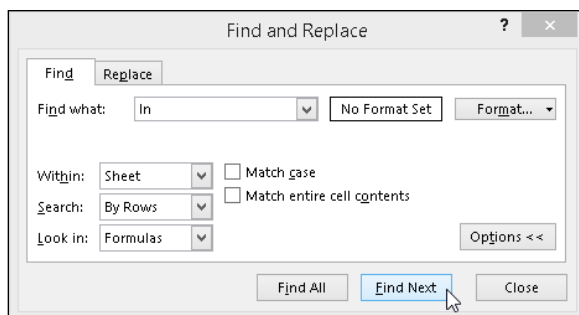 Find and Replace ? ×
Find Replace
Find what: In No Format Set Format...
Within: Sheet Match case
Search: By Rows Match entire cell contents
Look in: Formulas Options <<
Find All Find Next Close